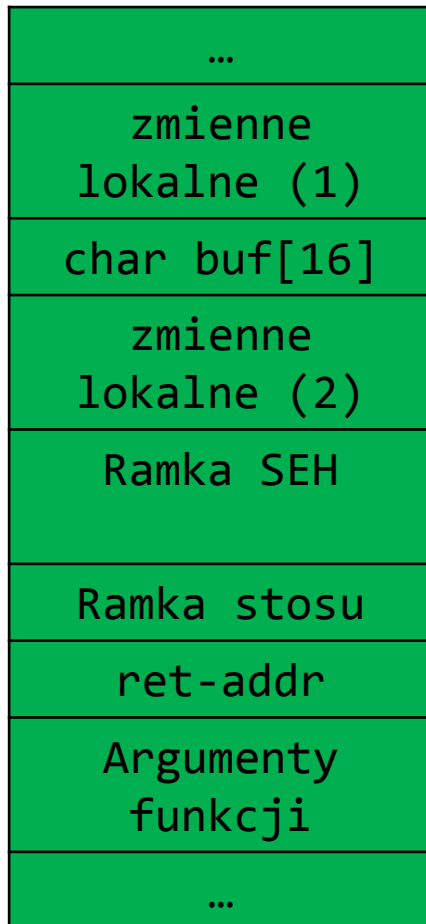 …
zmienne
lokalne (1)
char buf[16]
zmienne
lokalne (2)
Ramka SEH
Ramka stosu
ret-addr
Argumenty
funkcji
…